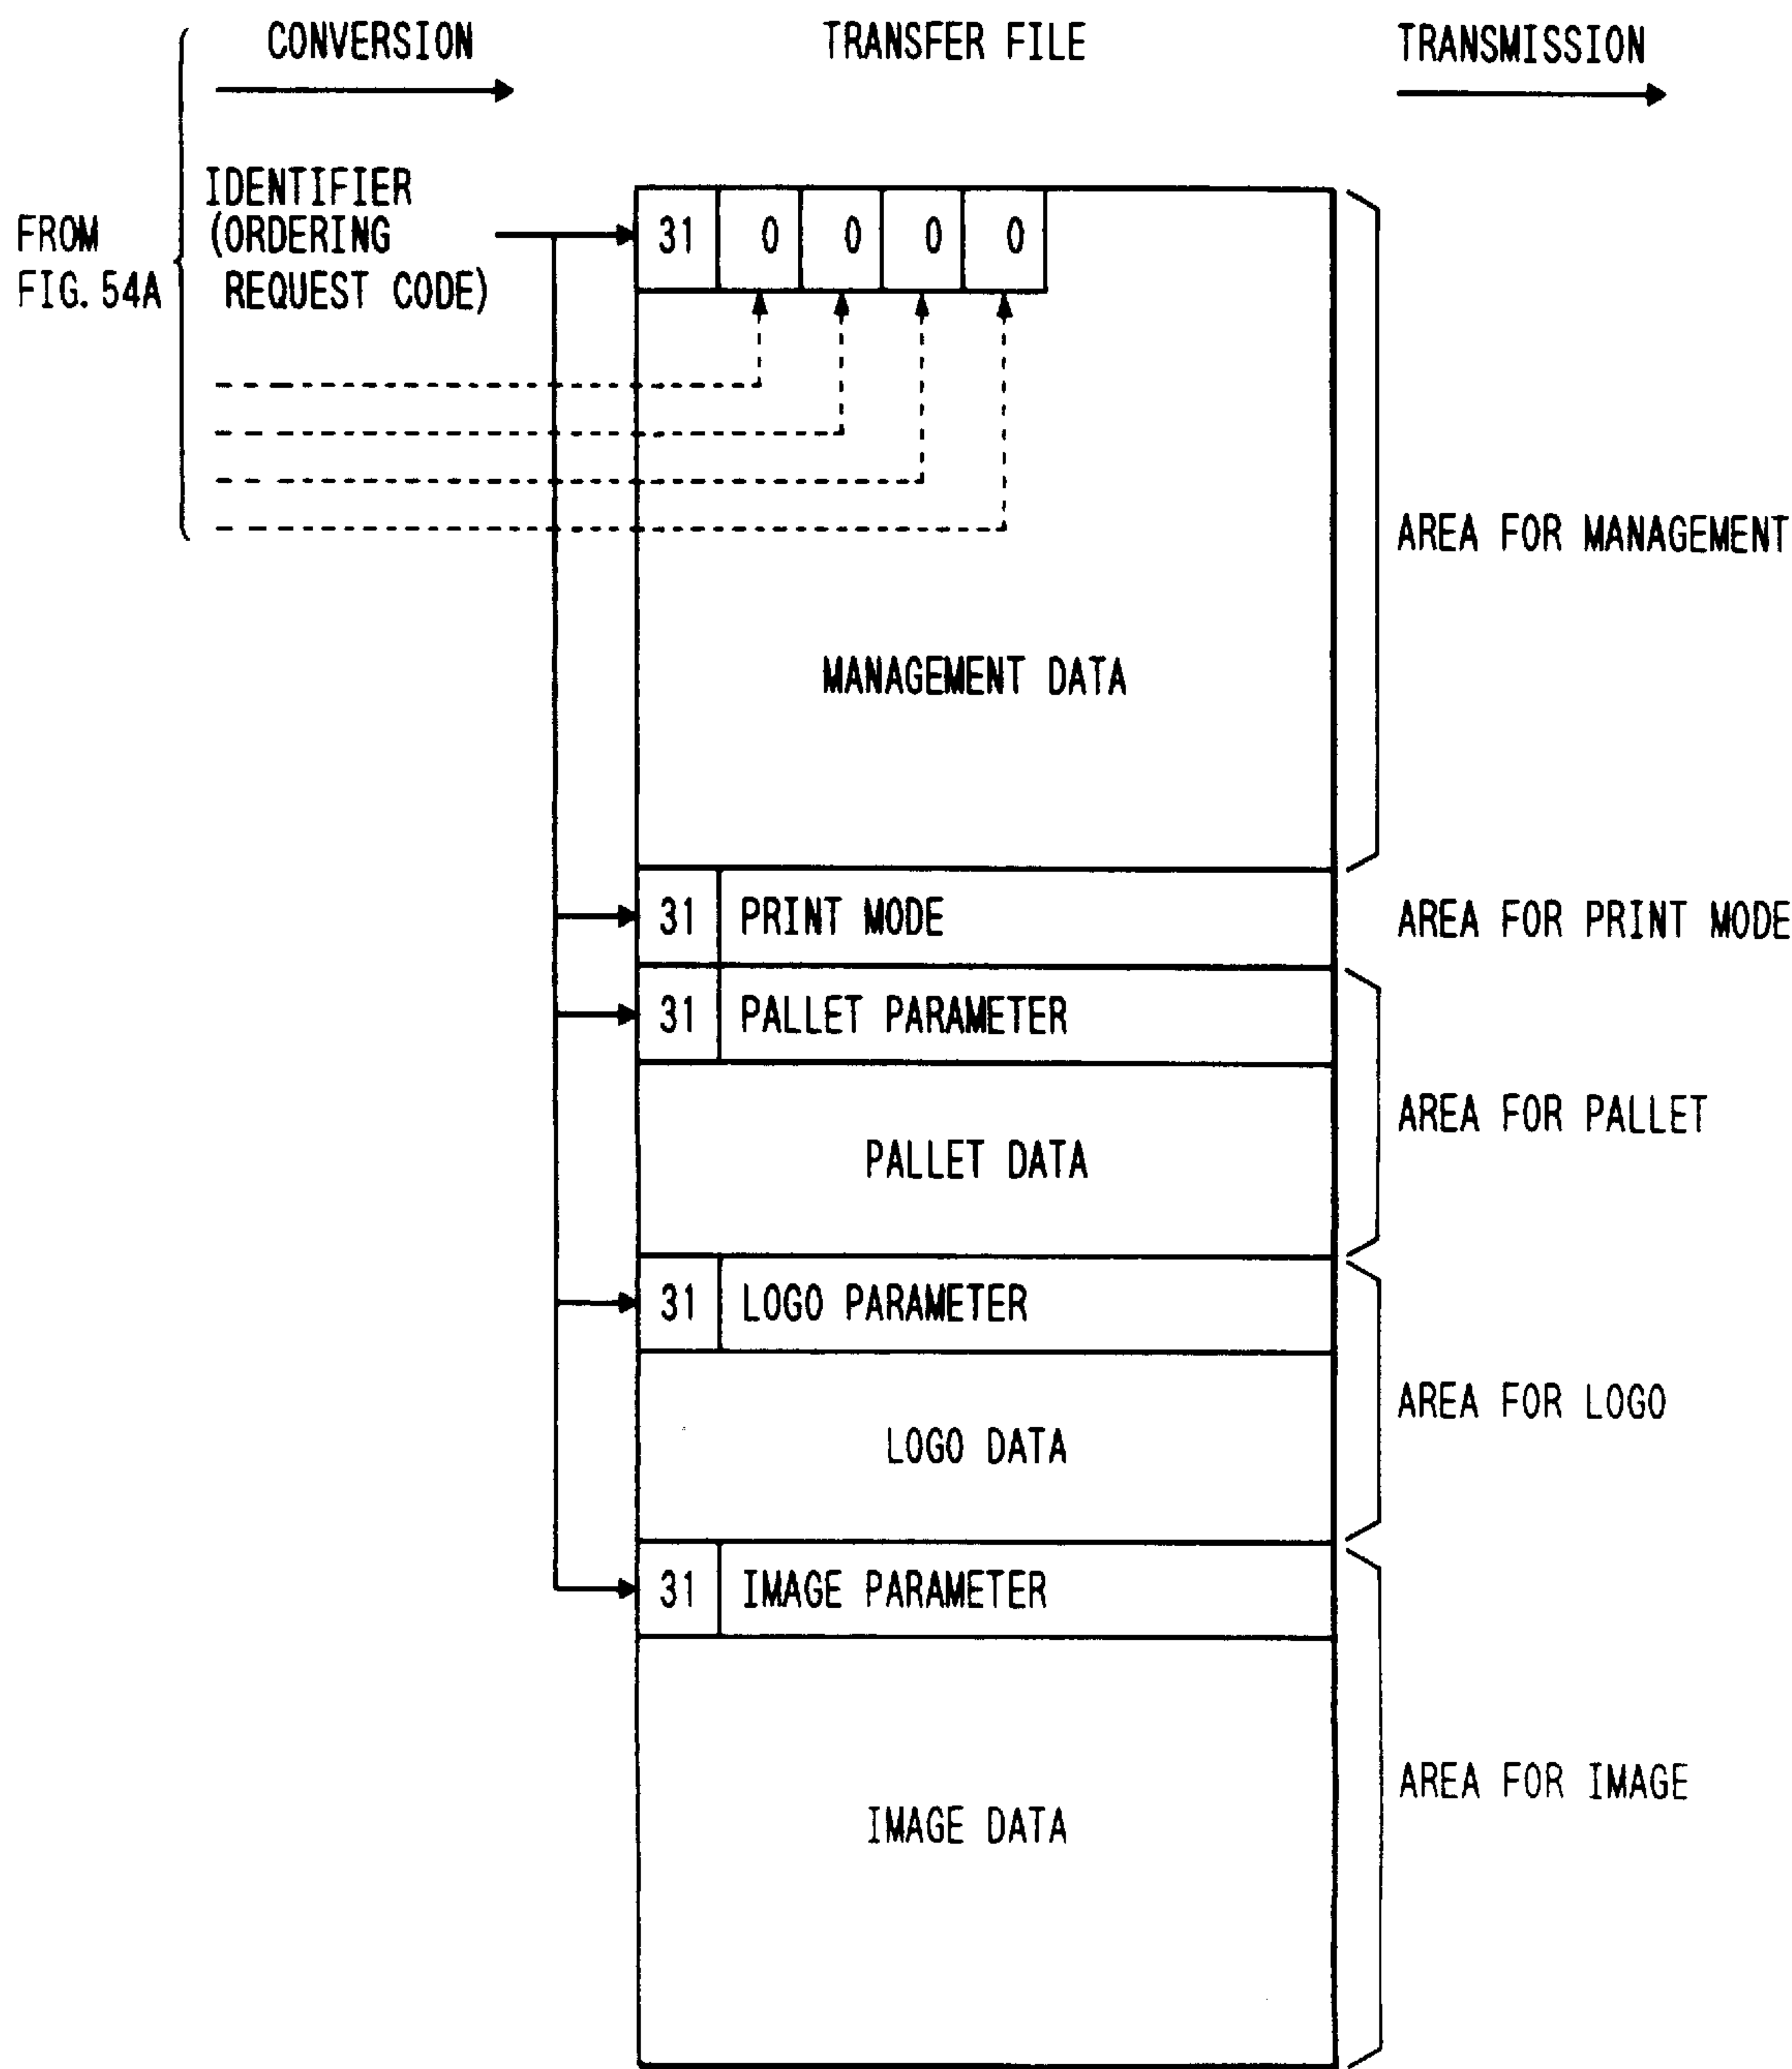 CONVERSION
TRANSFER FILE
TRANSMISSION
FROM
FIG. 54A
IDENTIFIER
(ORDERING
REQUEST CODE)
31 0 0 0 0
AREA FOR MANAGEMENT
MANAGEMENT DATA
31 PRINT MODE
AREA FOR PRINT MODE
31 PALLET PARAMETER
AREA FOR PALLET
PALLET DATA
31 LOGO PARAMETER
AREA FOR LOGO
LOGO DATA
31 IMAGE PARAMETER
AREA FOR IMAGE
IMAGE DATA